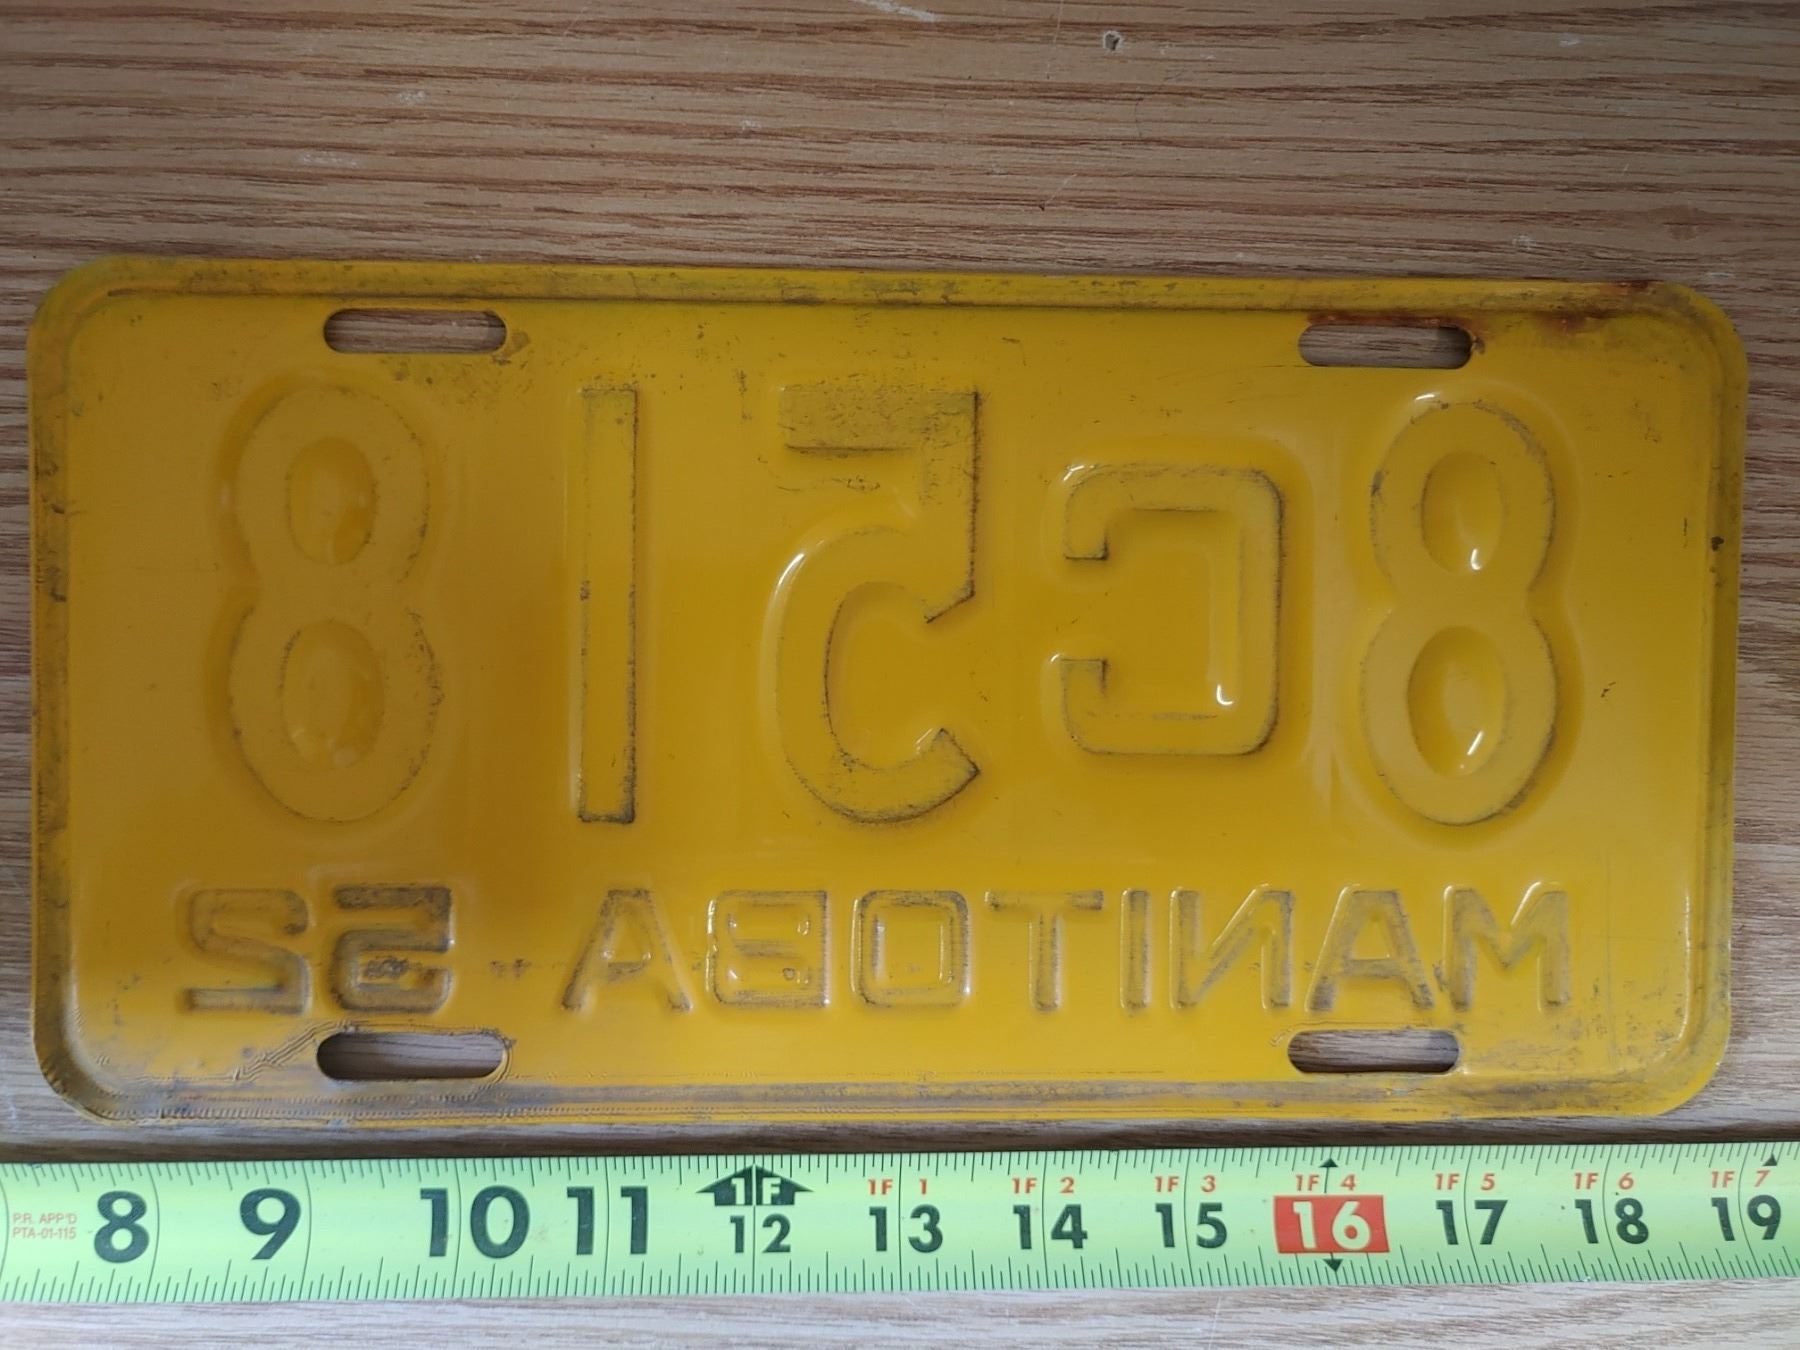 8G518
MANITOBA 52
1F 1F 1 1F 2 1F 3 1F 4 1F 5 1F 6 1F 7
P.R. APP'D 8 9 10 11 12 13 14 15 16 17 18 19
PTA-01-115